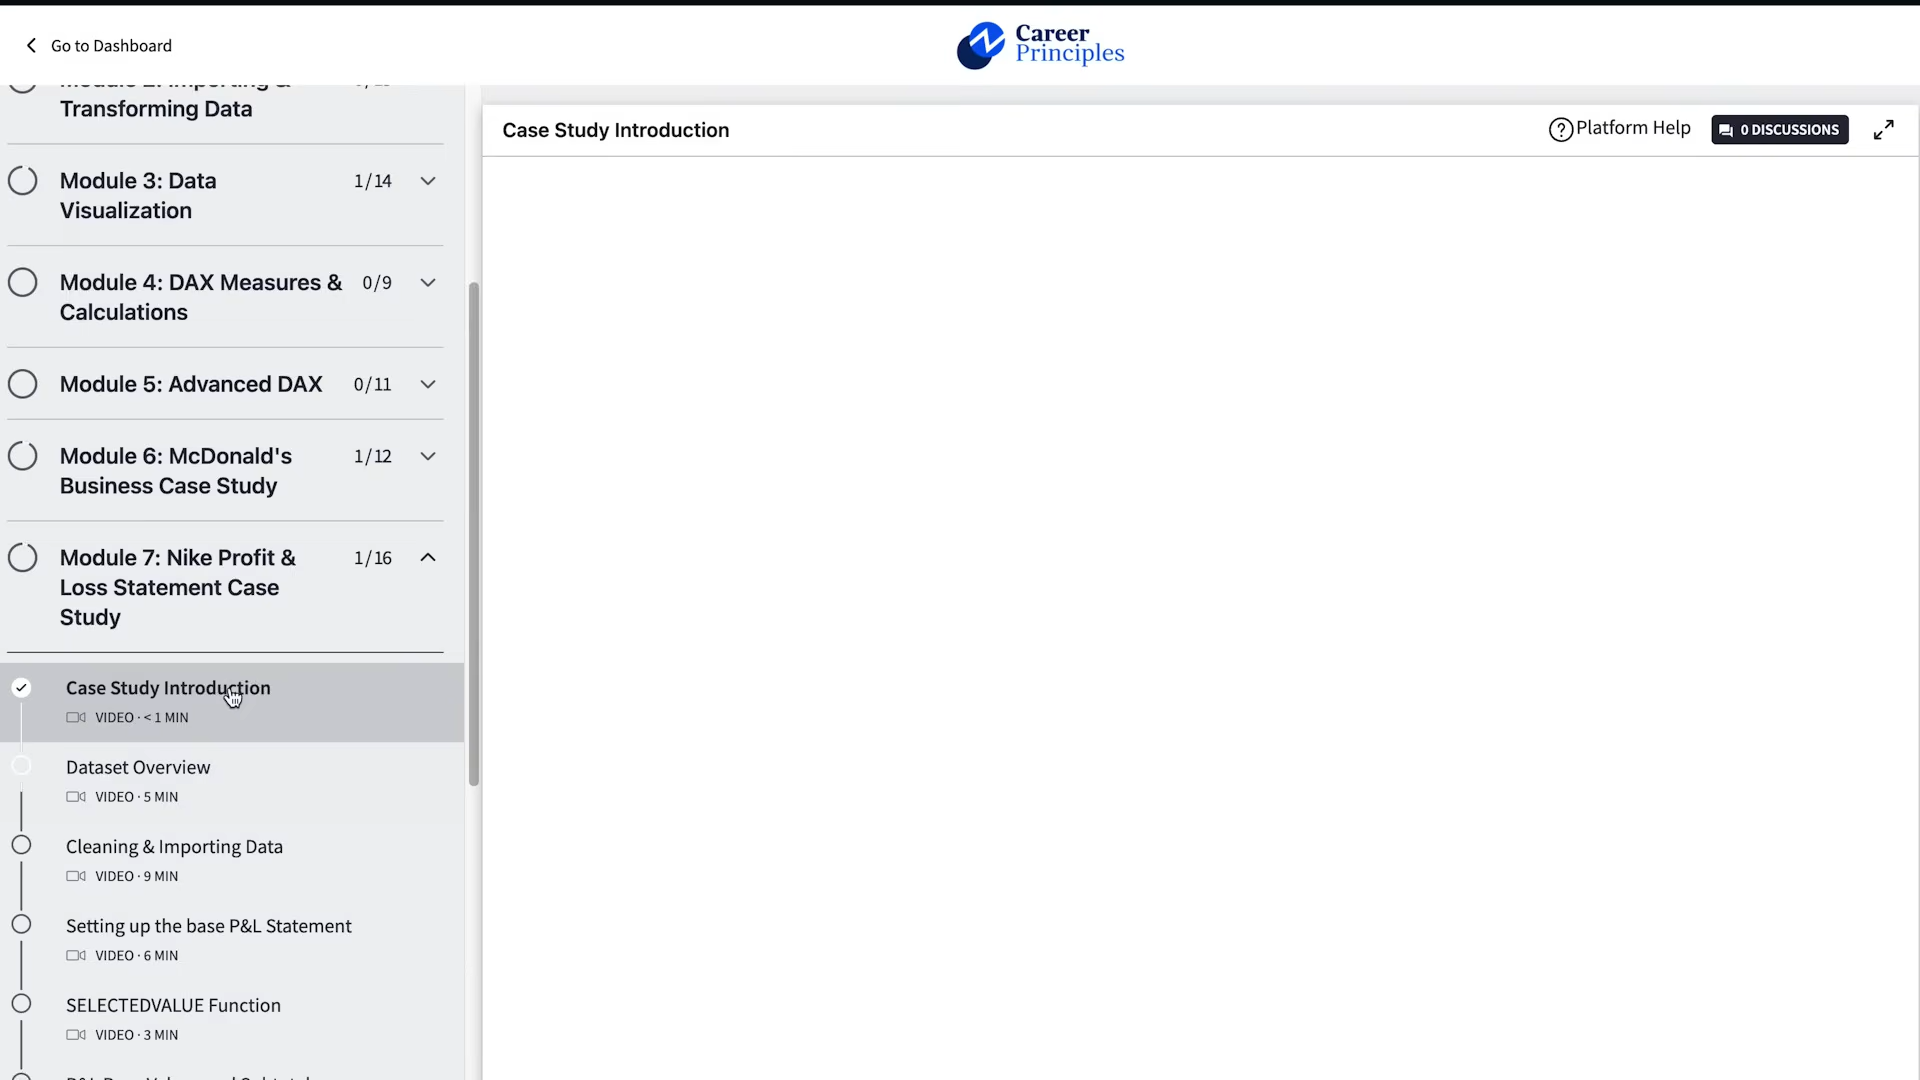 Go to Dashboard
Career
Principles
Transforming Data
Module 3: Data
Visualization
1/14
Module 4: DAX Measures &
Calculations
0/9
Module 5: Advanced DAX
0/11
Module 6: McDonald's
Business Case Study
1/12
Module 7: Nike Profit &
Loss Statement Case
Study
1/16
Case Study Introduction
VIDEO · < 1 MIN
Dataset Overview
VIDEO · 5 MIN
Cleaning & Importing Data
VIDEO · 9 MIN
Setting up the base P&L Statement
VIDEO · 6 MIN
SELECTEDVALUE Function
VIDEO · 3 MIN
Case Study Introduction
Platform Help
0 DISCUSSIONS